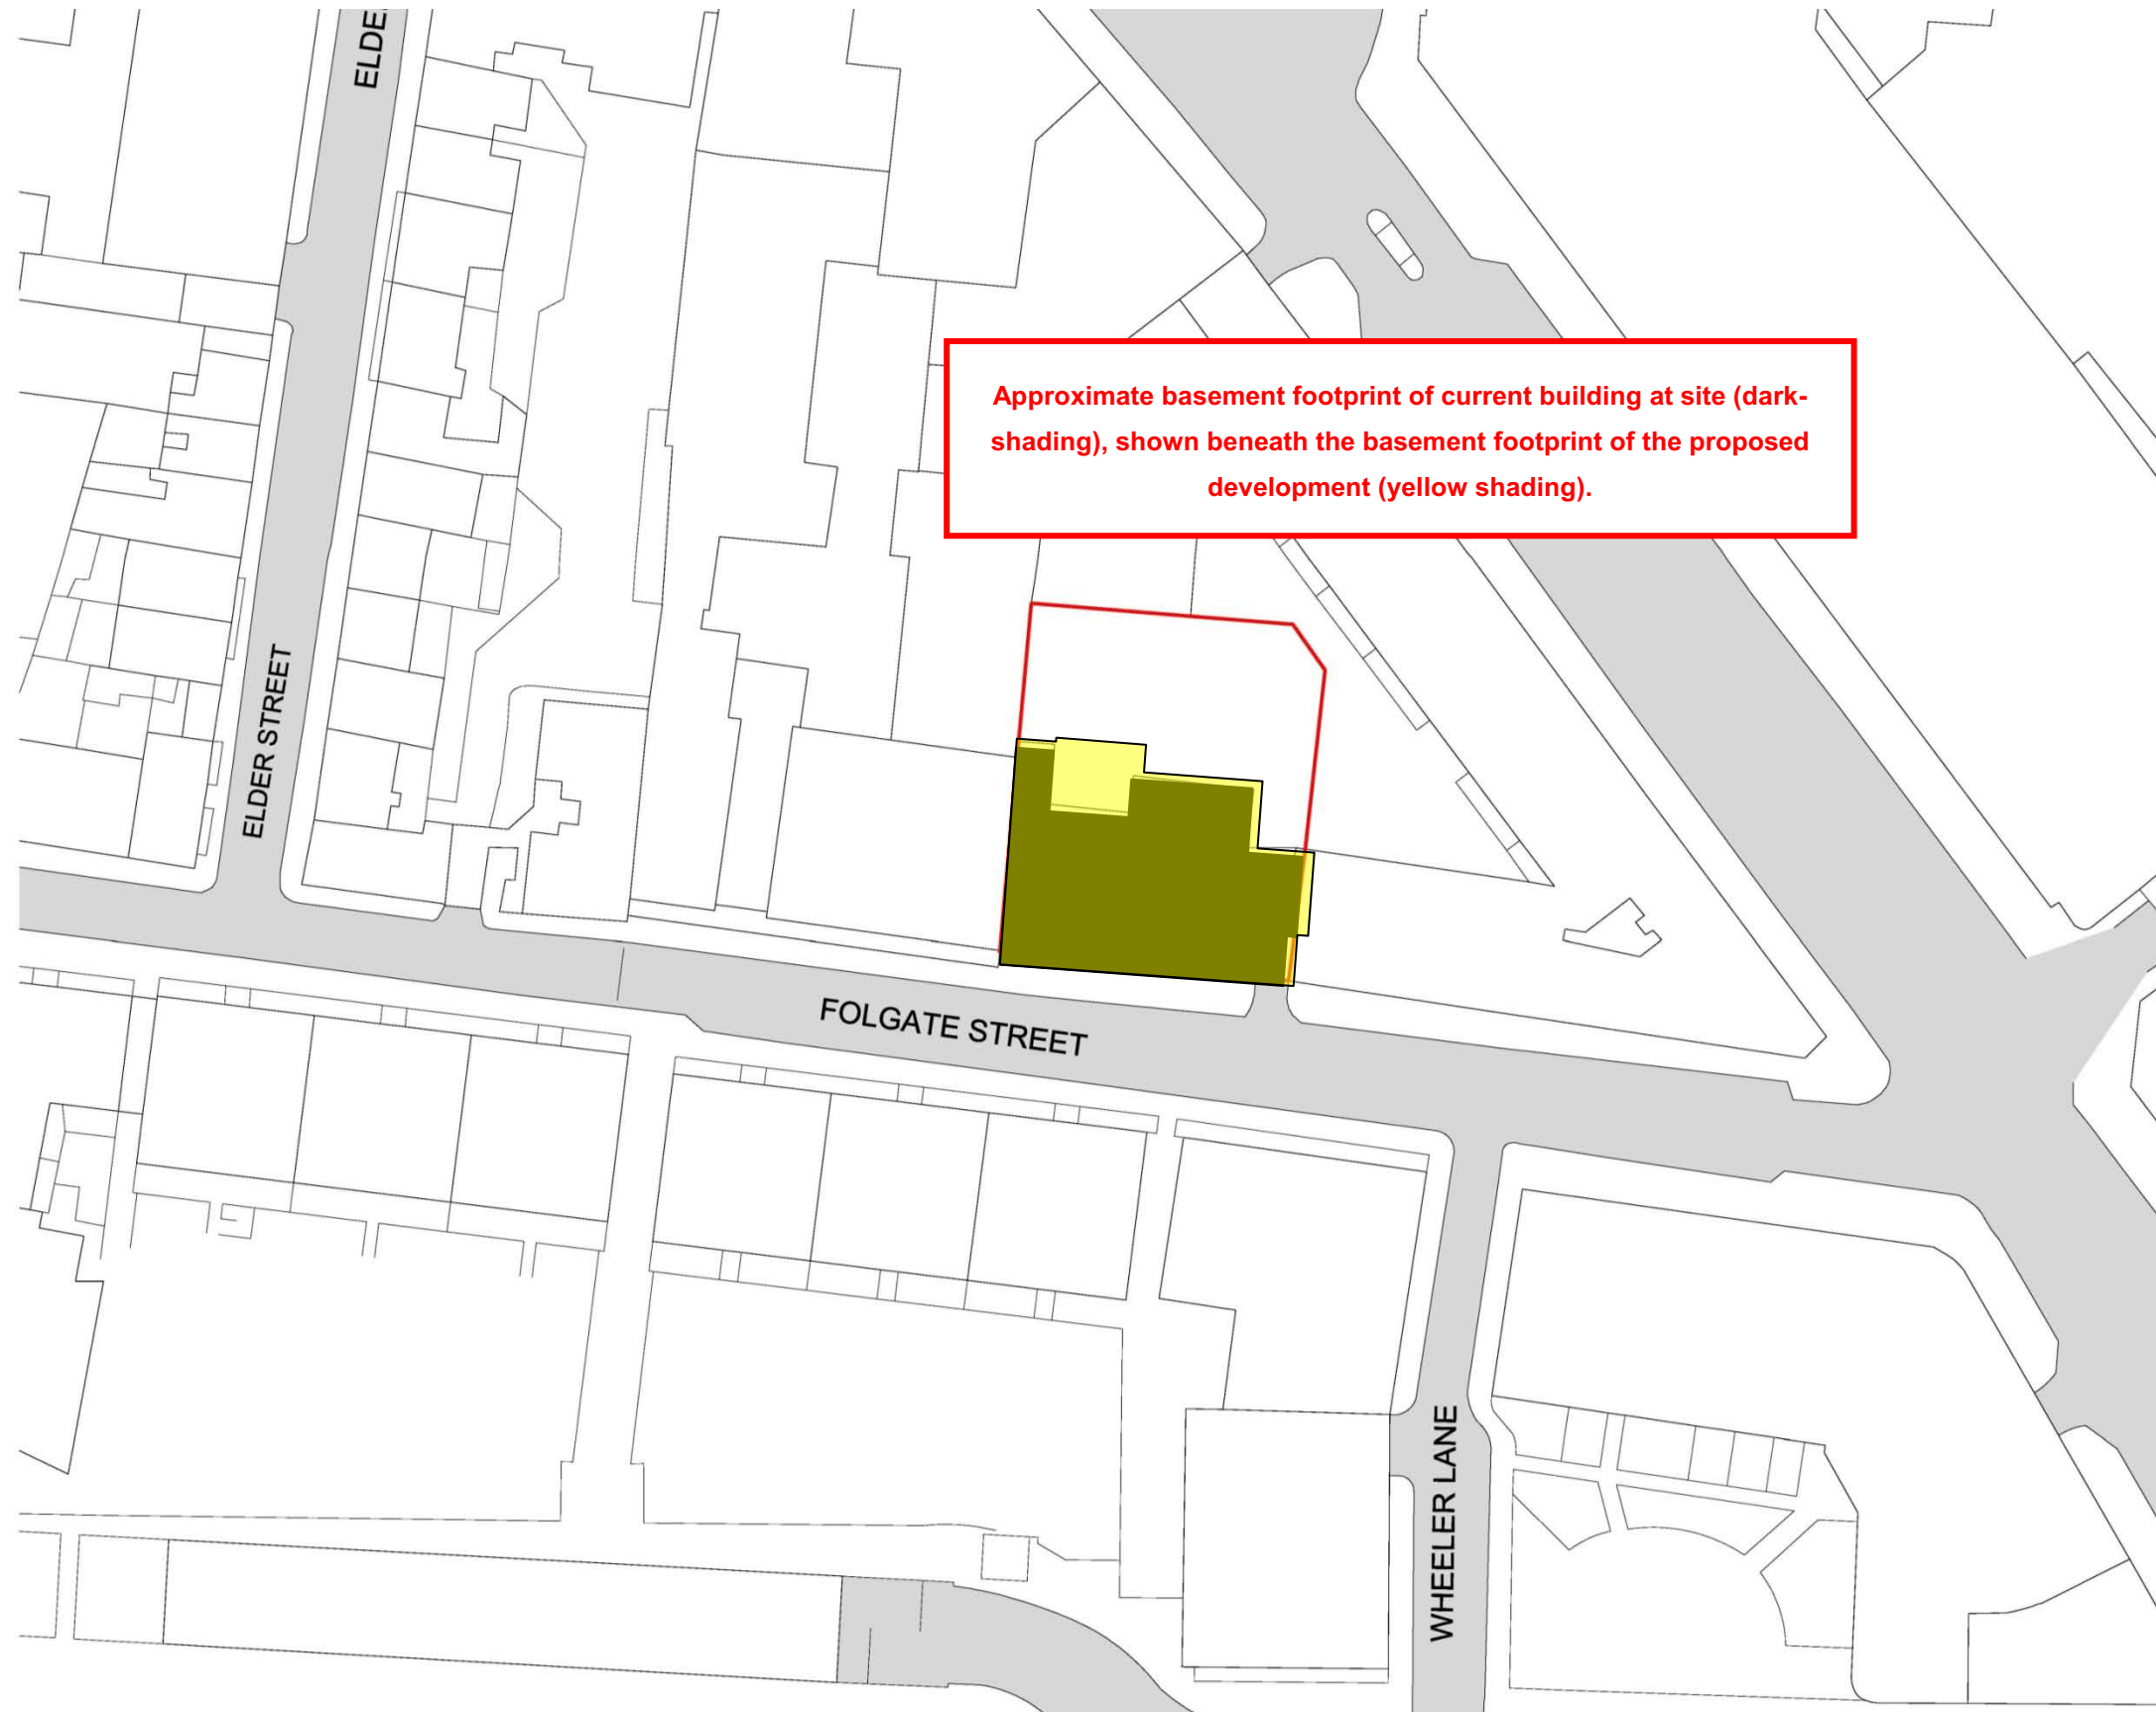 ELDE
Approximate basement footprint of current building at site (dark-
shading), shown beneath the basement footprint of the proposed
development (yellow shading).
ELDER STREET
FOLGATE STREET
WHEELER LANE